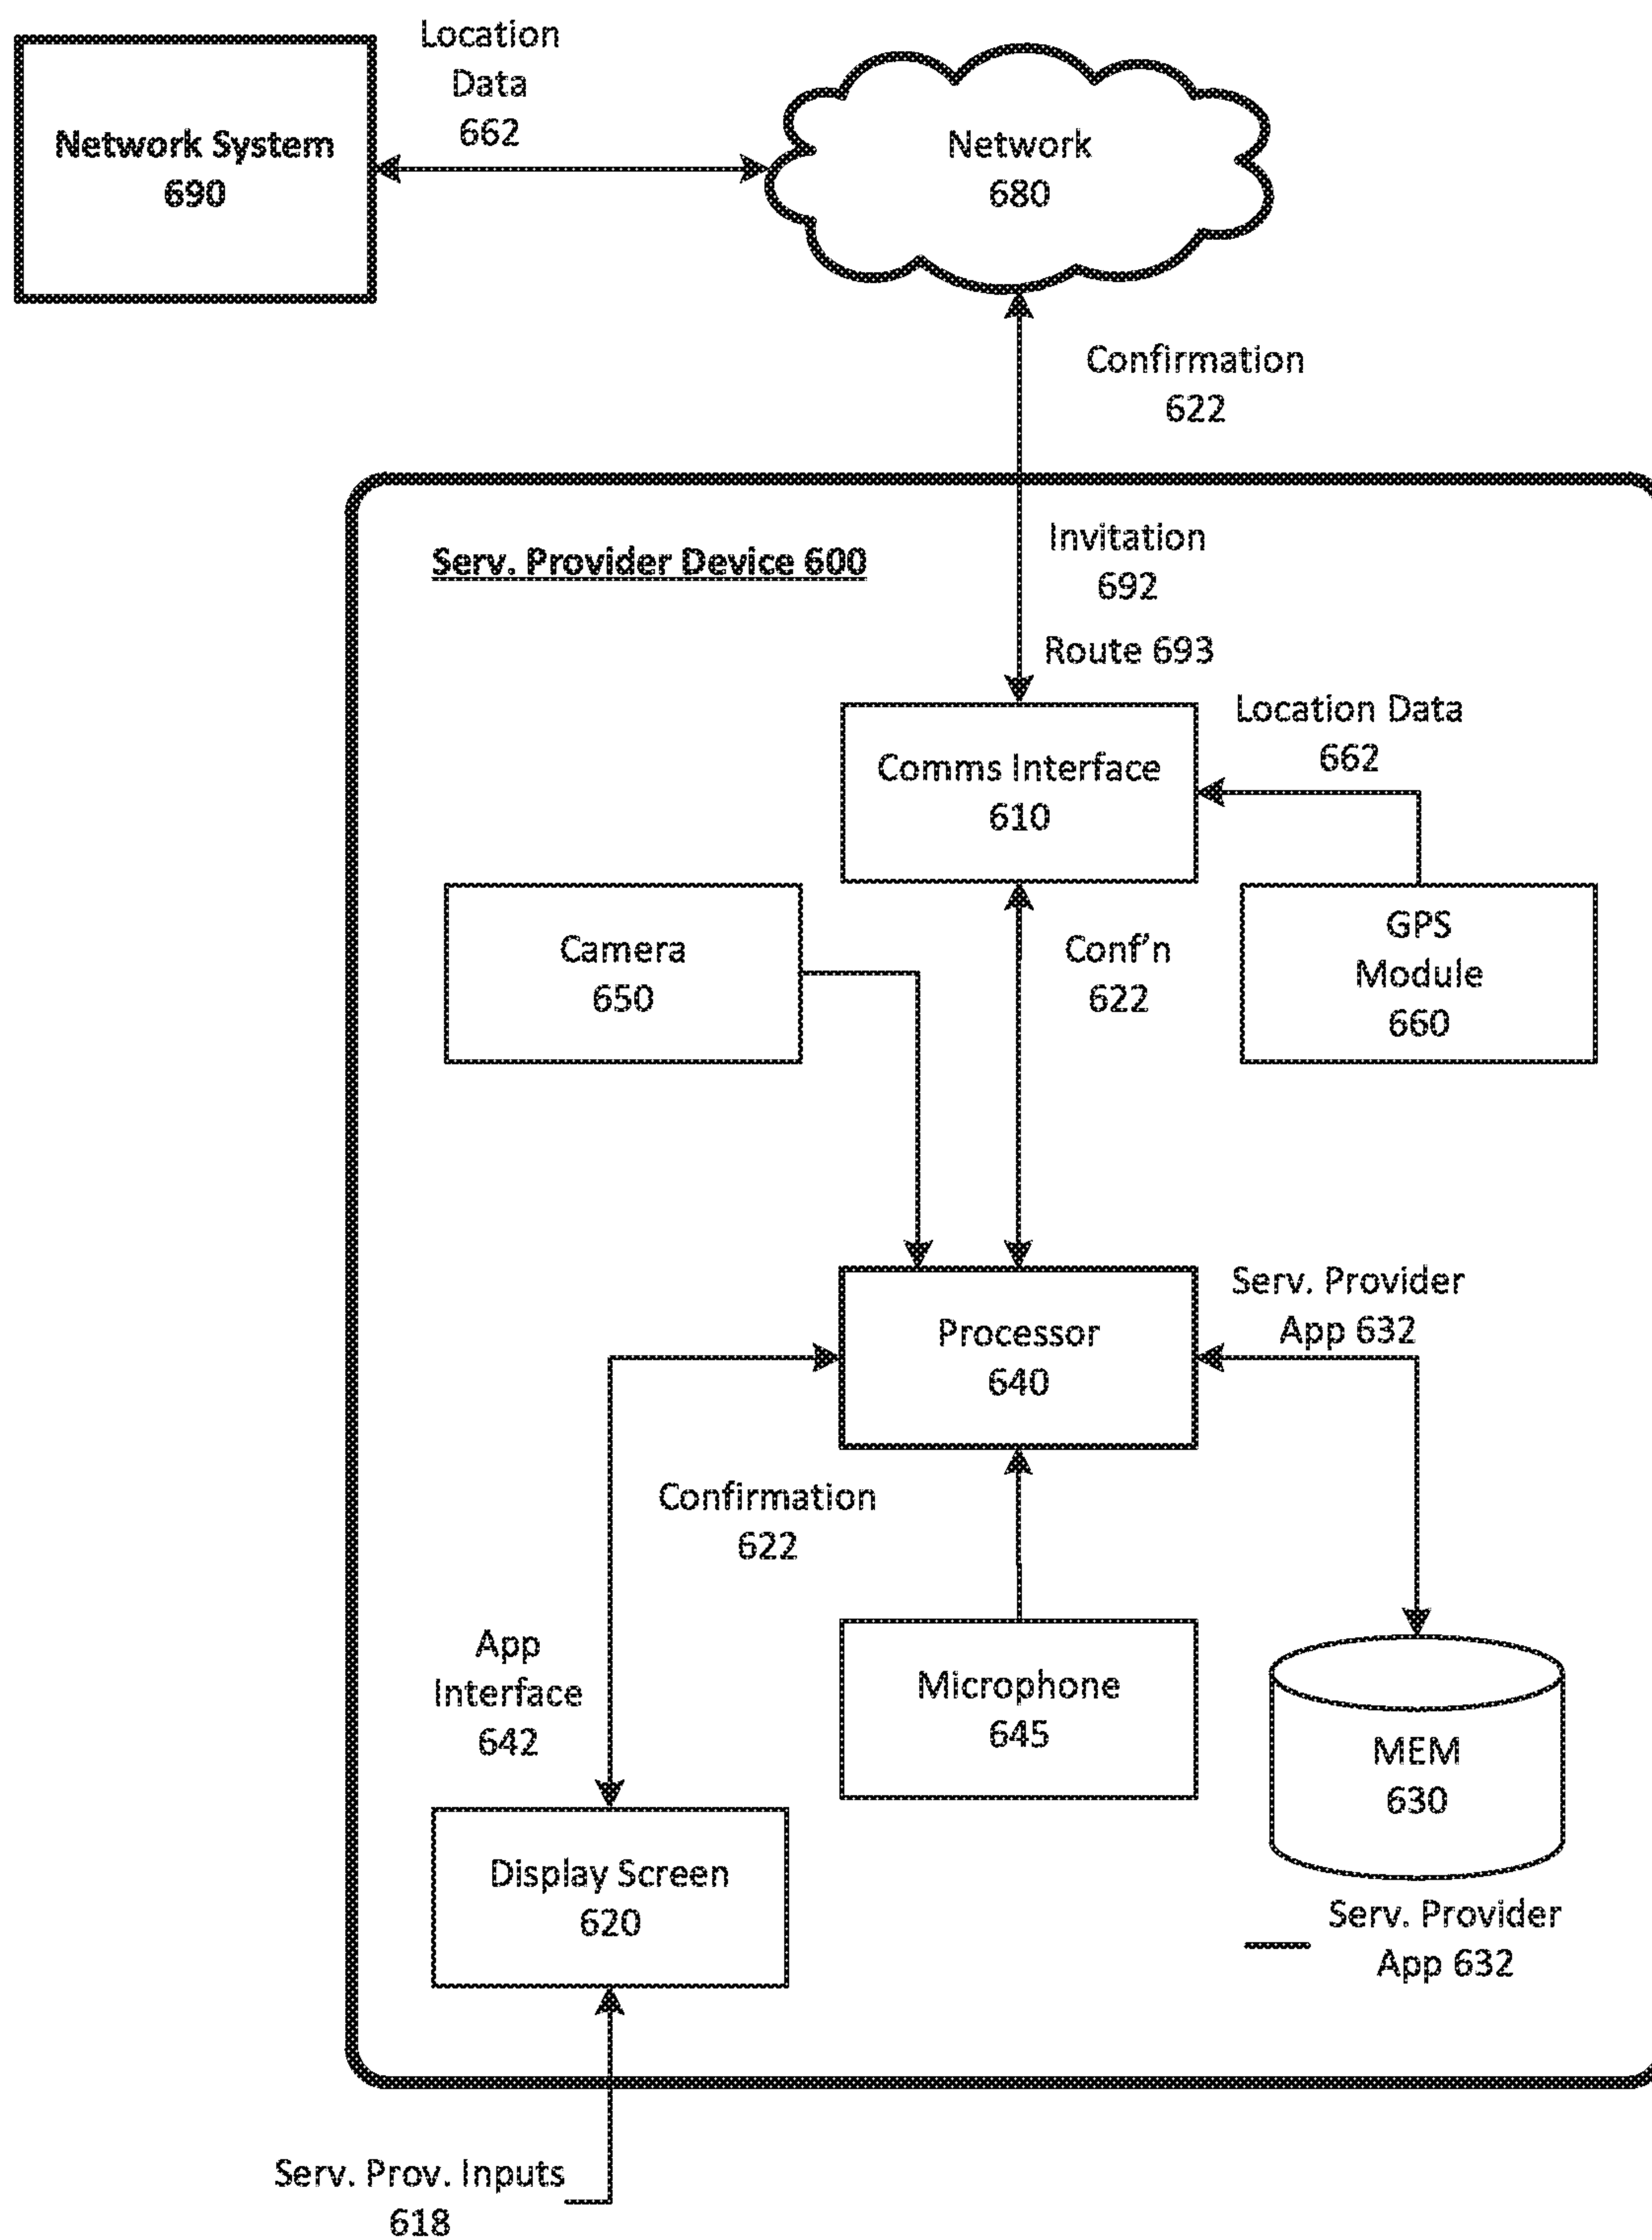 Location
Data
662
Network System
690
Network
680
Confirmation
622
Serv. Provider Device 600
Invitation
692
Route 693
Location Data
662
Comms Interface
610
Camera
650
Conf'n
622
GPS
Module
660
Serv. Provider
App 632
Processor
640
Confirmation
622
App
Interface
642
Microphone
645
MEM
630
Display Screen
620
Serv. Provider
App 632
Serv. Prov. Inputs
618